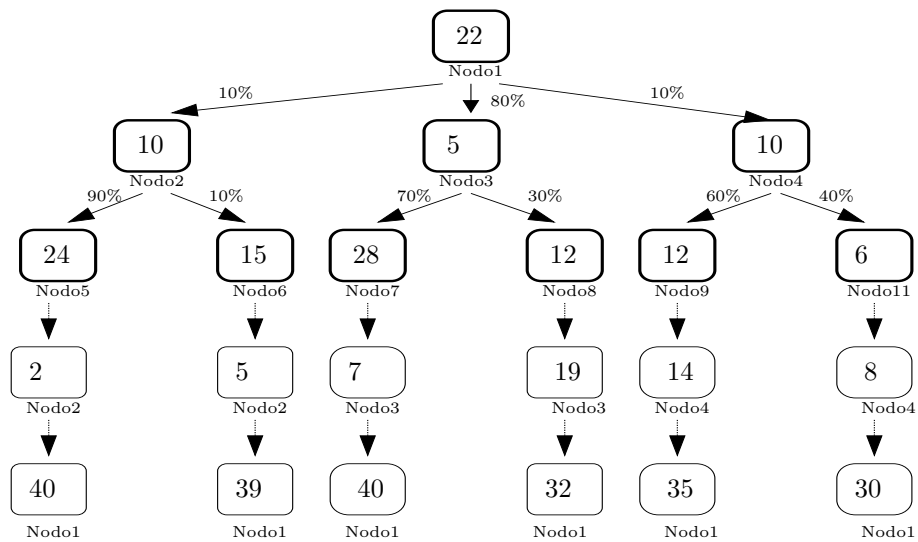 22
Nodo1
10% 80% 10%
10 5 10
Nodo2 Nodo3 Nodo4
90% 10% 70% 30% 60% 40%
24 15 28 12 12 6
Nodo5 Nodo6 Nodo7 Nodo8 Nodo9 Nodo11
2 5 7 19 14 8
Nodo2 Nodo2 Nodo3 Nodo3 Nodo4 Nodo4
40 39 40 32 35 30
Nodo1 Nodo1 Nodo1 Nodo1 Nodo1 Nodo1